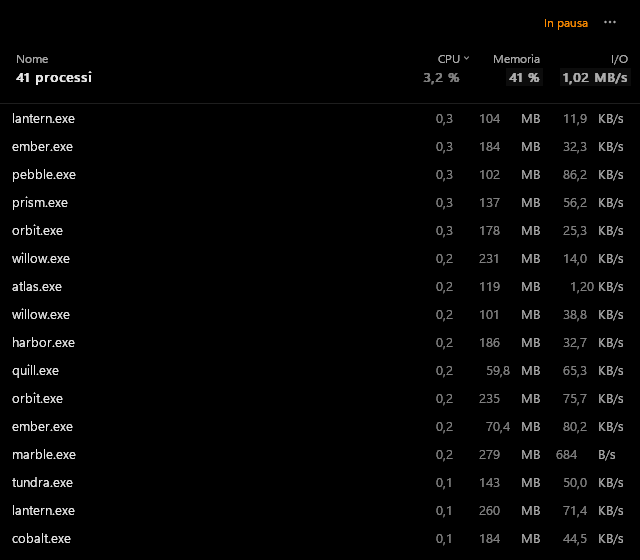 In pausa ···
Nome CPU Memoria I/O
41 processi 3,2 % 41 % 1,02 MB/s
lantern.exe 0,3 104 MB 11,9 KB/s
ember.exe 0,3 184 MB 32,3 KB/s
pebble.exe 0,3 102 MB 86,2 KB/s
prism.exe 0,3 137 MB 56,2 KB/s
orbit.exe 0,3 178 MB 25,3 KB/s
willow.exe 0,2 231 MB 14,0 KB/s
atlas.exe 0,2 119 MB 1,20 KB/s
willow.exe 0,2 101 MB 38,8 KB/s
harbor.exe 0,2 186 MB 32,7 KB/s
quill.exe 0,2 59,8 MB 65,3 KB/s
orbit.exe 0,2 235 MB 75,7 KB/s
ember.exe 0,2 70,4 MB 80,2 KB/s
marble.exe 0,2 279 MB 684 B/s
tundra.exe 0,1 143 MB 50,0 KB/s
lantern.exe 0,1 260 MB 71,4 KB/s
cobalt.exe 0,1 184 MB 44,5 KB/s